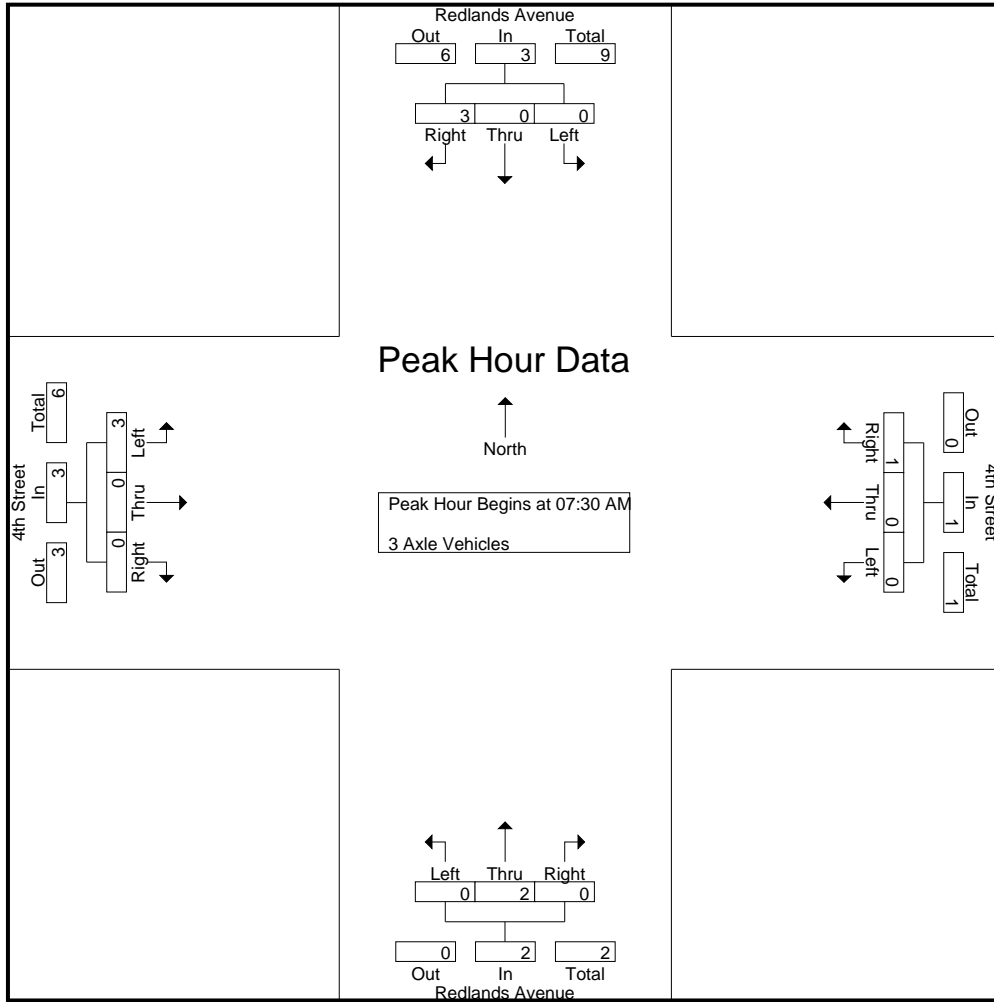 Redlands Avenue
Out In Total
6 3 9
3 0 0
Right Thru Left
Peak Hour Data
North
Peak Hour Begins at 07:30 AM
3 Axle Vehicles
4th Street
Out In Total
3 3 6
Left Thru Right
3 0 0
4th Street
Out In Total
0 1 1
Right Thru Left
1 0 0
Left Thru Right
0 2 0
0 2 2
Out In Total
Redlands Avenue